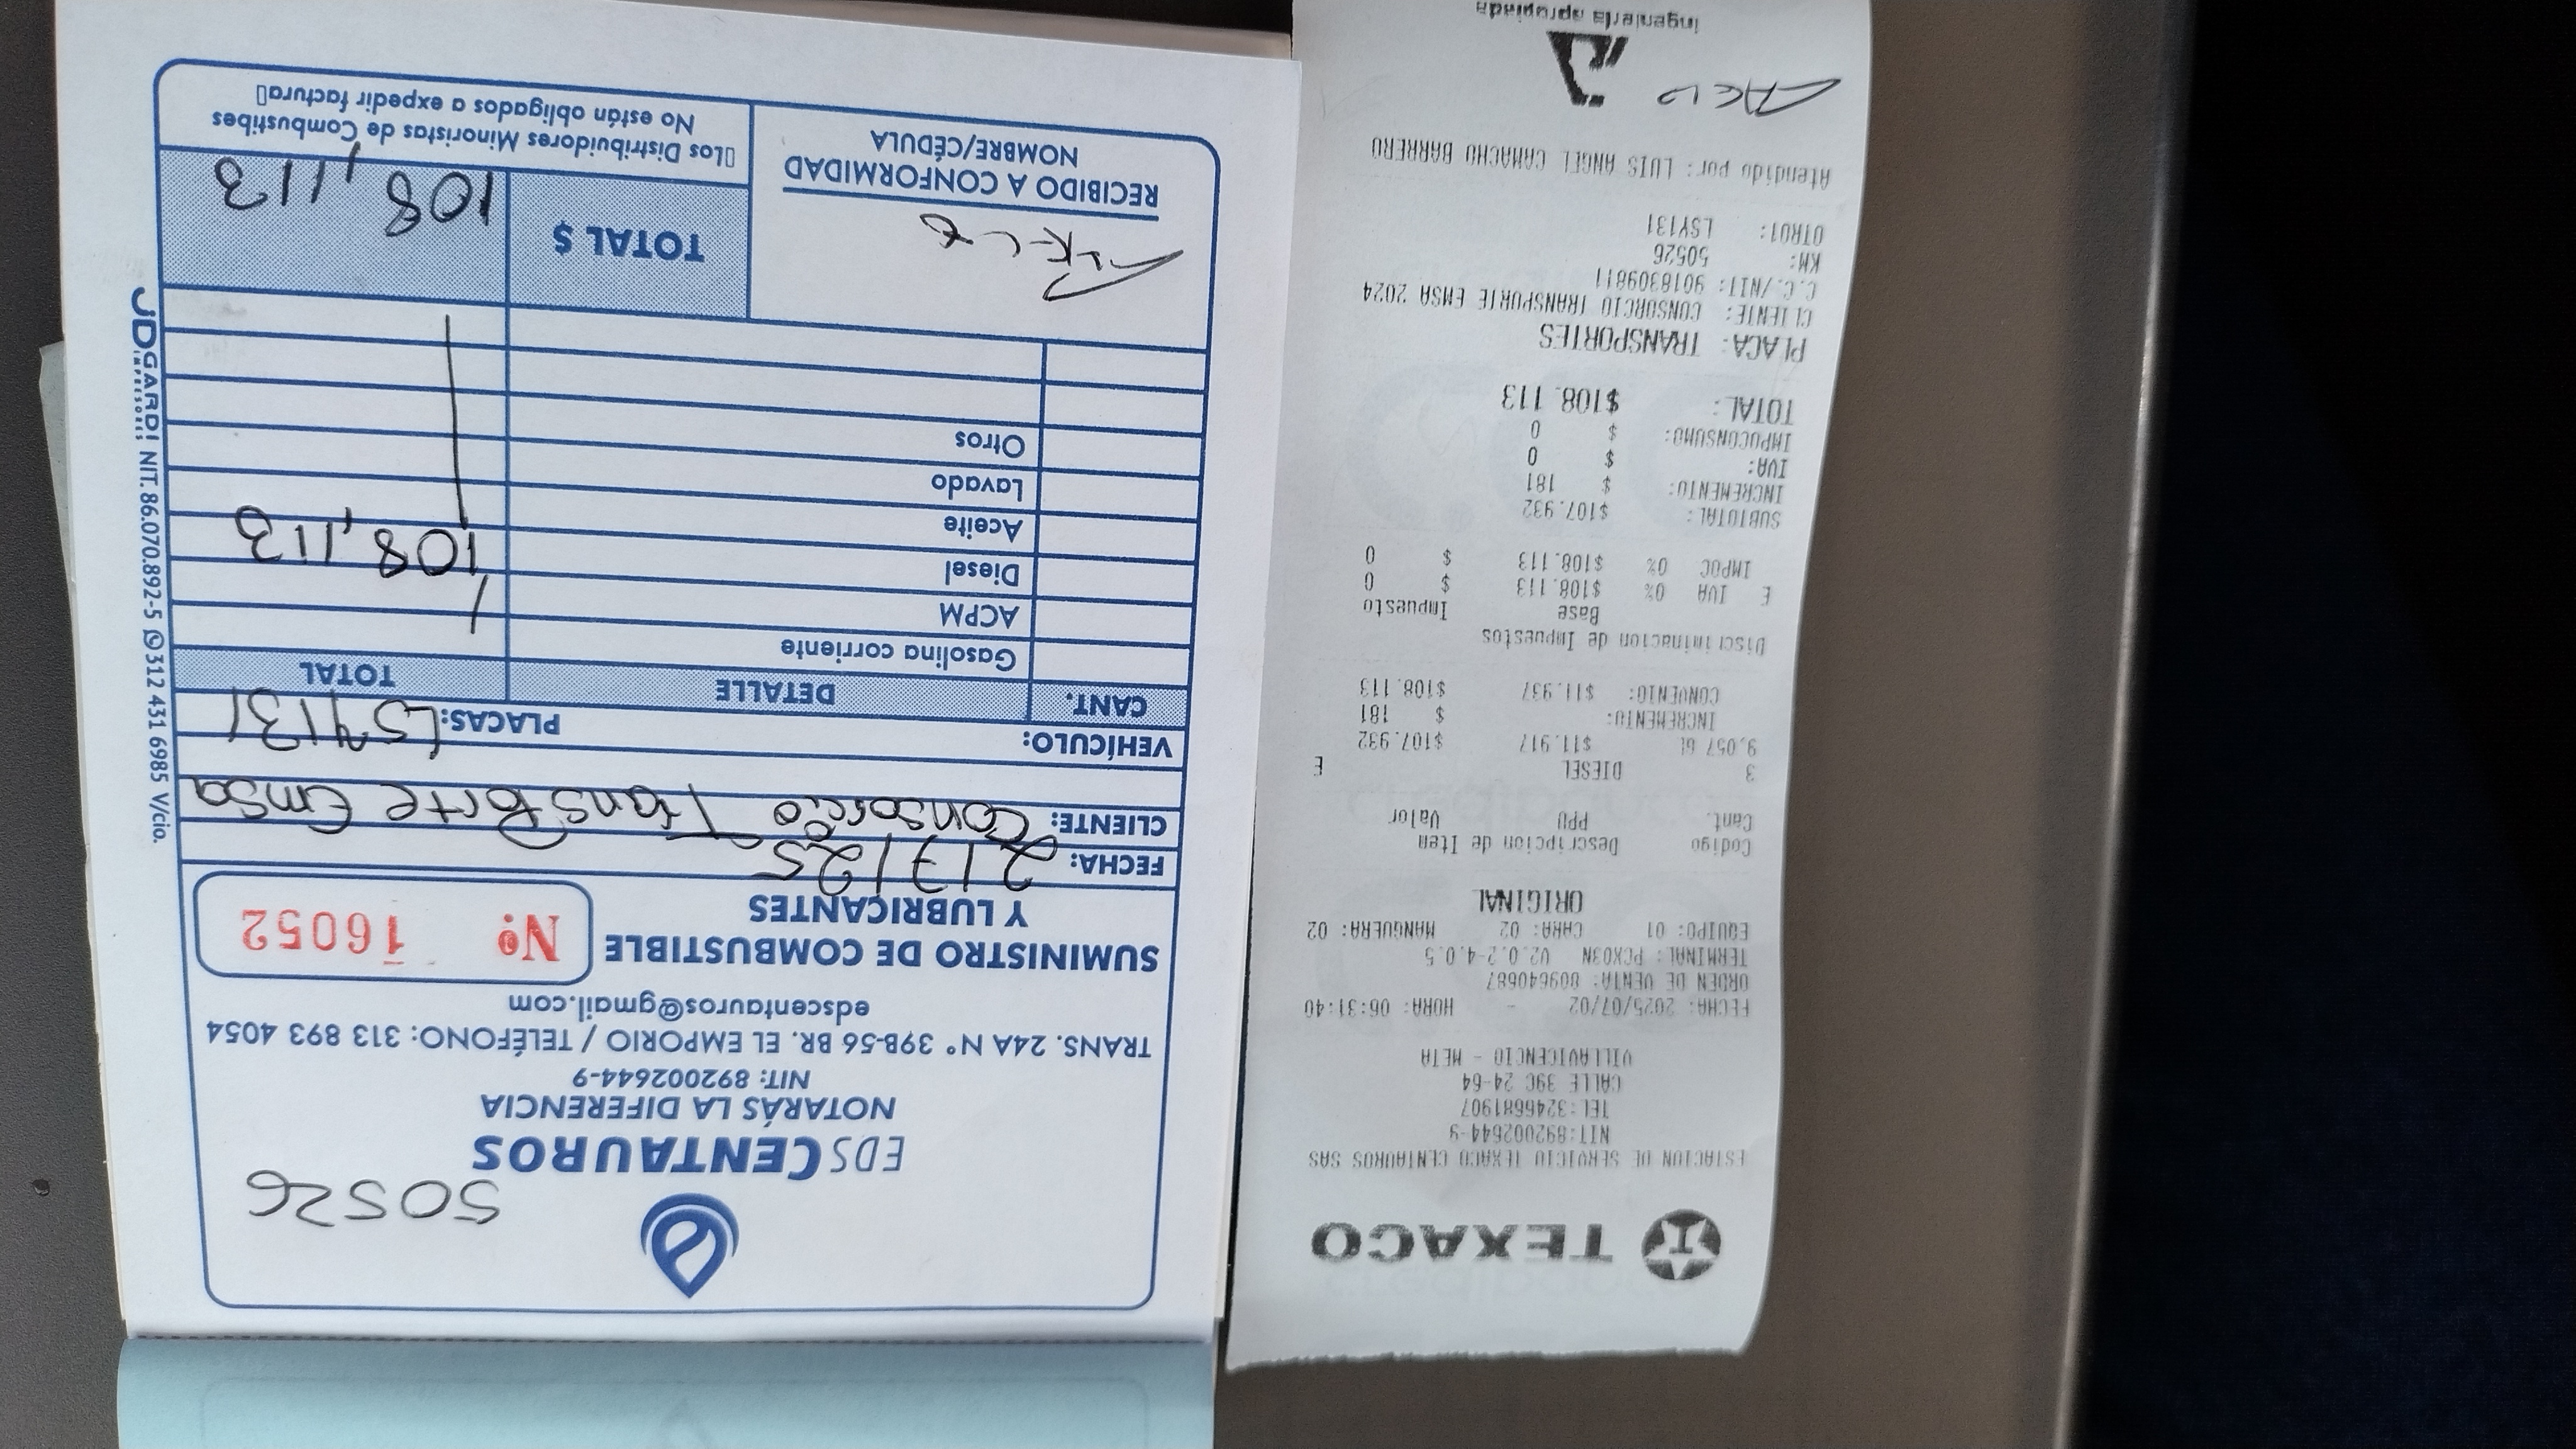 50526
EDS CENTAUROS
NOTARÁS LA DIFERENCIA
NIT: 892002644-9
TRANS. 24A N° 39B-56 BR. EL EMPORIO / TELÉFONO: 313 893 4054
edscentauros@gmail.com
SUMINISTRO DE COMBUSTIBLE
Y LUBRICANTES
Nº 16052
FECHA: 2/7/25
CLIENTE: Consorcio Transporte Emsa
VEHÍCULO: PLACAS: LSY131
CANT. DETALLE TOTAL
Gasolina corriente
ACPM
Diesel 108,113
Aceite
Lavado
Otros
RECIBIDO A CONFORMIDAD
NOMBRE/CÉDULA
TOTAL $ 108,113
Los Distribuidores Minoristas de Combustibes
No están obligados a expedir factura
JD GARDI IMPRESORES NIT. 86.070.892-5 312 431 6985 V/cio.
TEXACO
ESTACION DE SERVICIO TEXACO CENTAUROS SAS
NIT:892002644-9
TEL:3246681907
CALLE 39C 24-64
VILLAVICENCIO - META
FECHA: 2025/07/02 - HORA: 06:31:40
ORDEN DE VENTA: 809640687
TERMINAL: PCX03N V2.0.2-4.0.5
EQUIPO: 01 CARA: 02 MANGUERA: 02
ORIGINAL
Codigo Descripcion de Item
Cant. PPU Valor
3 DIESEL E
9,057 Gl $11.917 $107.932
INCREMENTO: $ 181
CONVENIO: $11.937 $108.113
Discriminacion de Impuestos
Base Impuesto
E IVA 0% $108.113 $ 0
IMPOC 0% $108.113 $ 0
SUBTOTAL: $107.932
INCREMENTO: $ 181
IVA: $ 0
IMPOCONSUMO: $ 0
TOTAL: $108.113
PLACA: TRANSPORTES
CLIENTE: CONSORCIO TRANSPORTE EMSA 2024
C.C./NIT: 9018309811
KM: 50526
OTRO1: LSY131
Atendido por: LUIS ANGEL CAMACHO BARRERO
ingeniería apropiada